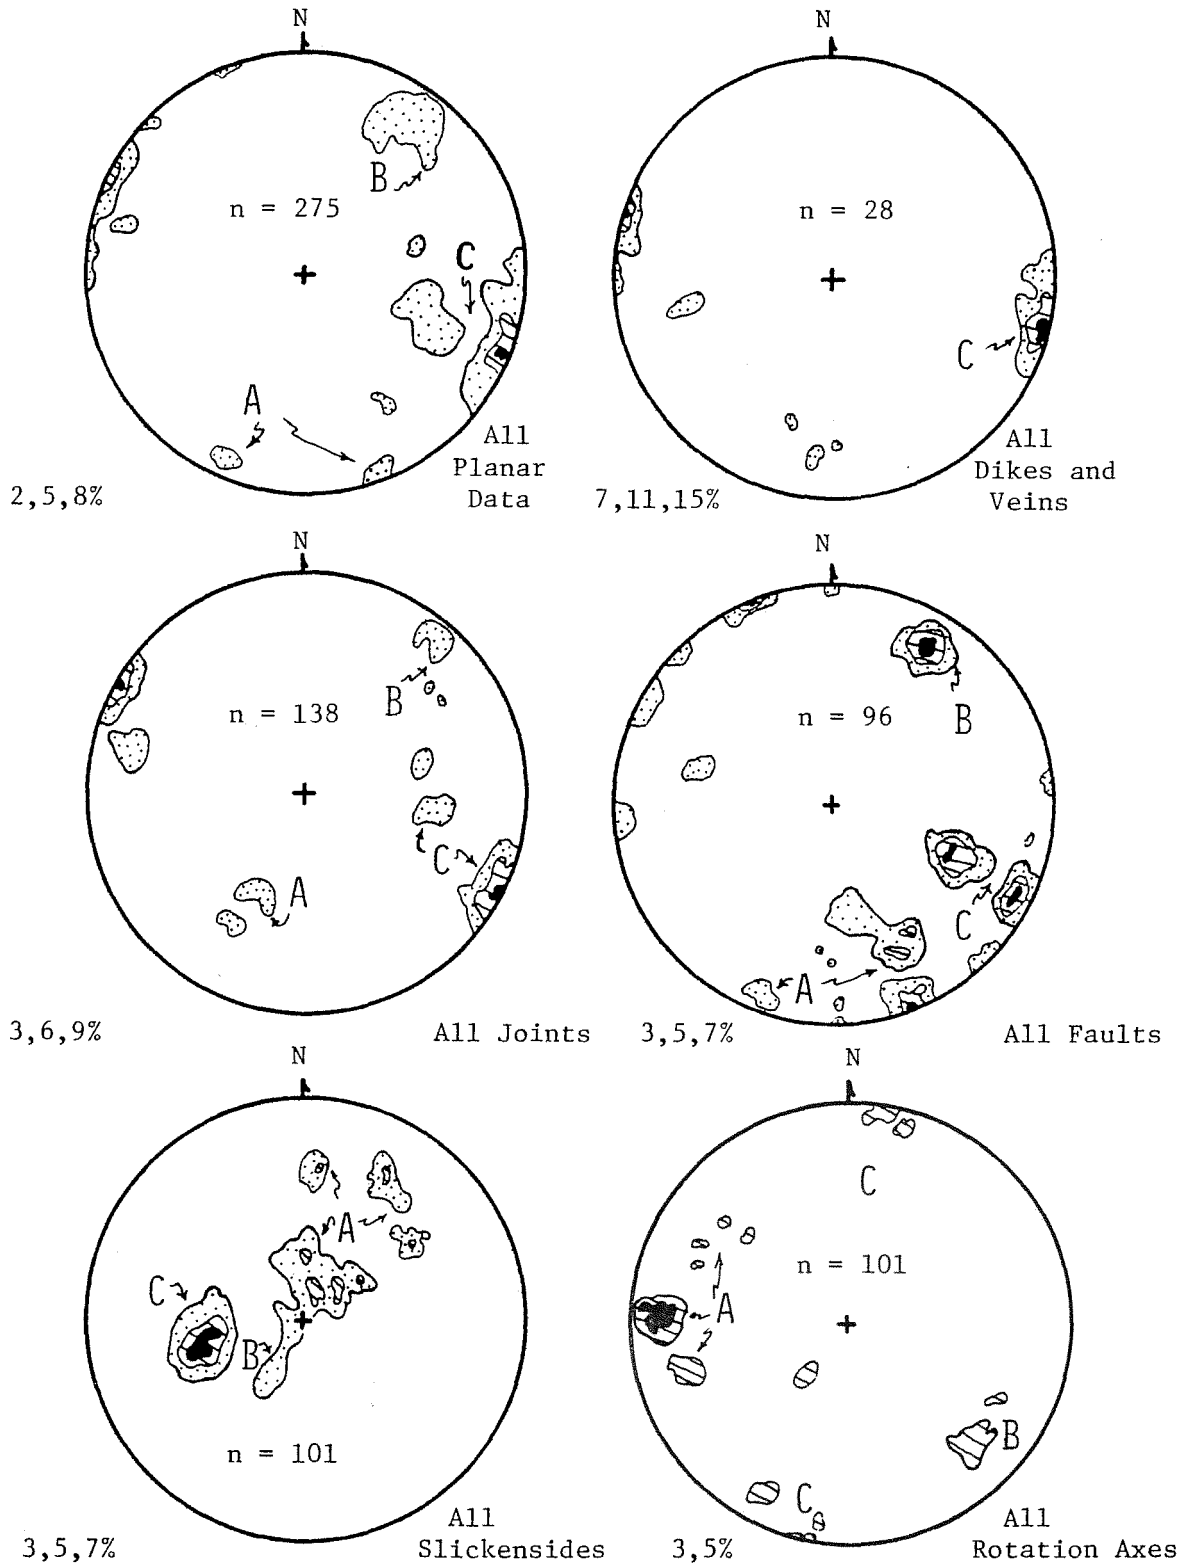 N
n = 275
B
C
A
2,5,8%
All
Planar
Data
N
n = 28
C
7,11,15%
All
Dikes and
Veins
N
B
n = 138
C
A
3,6,9%
All Joints
N
n = 96
B
C
A
3,5,7%
All Faults
N
A
C
B
n = 101
3,5,7%
All
Slickensides
N
C
n = 101
A
B
C
3,5%
All
Rotation Axes